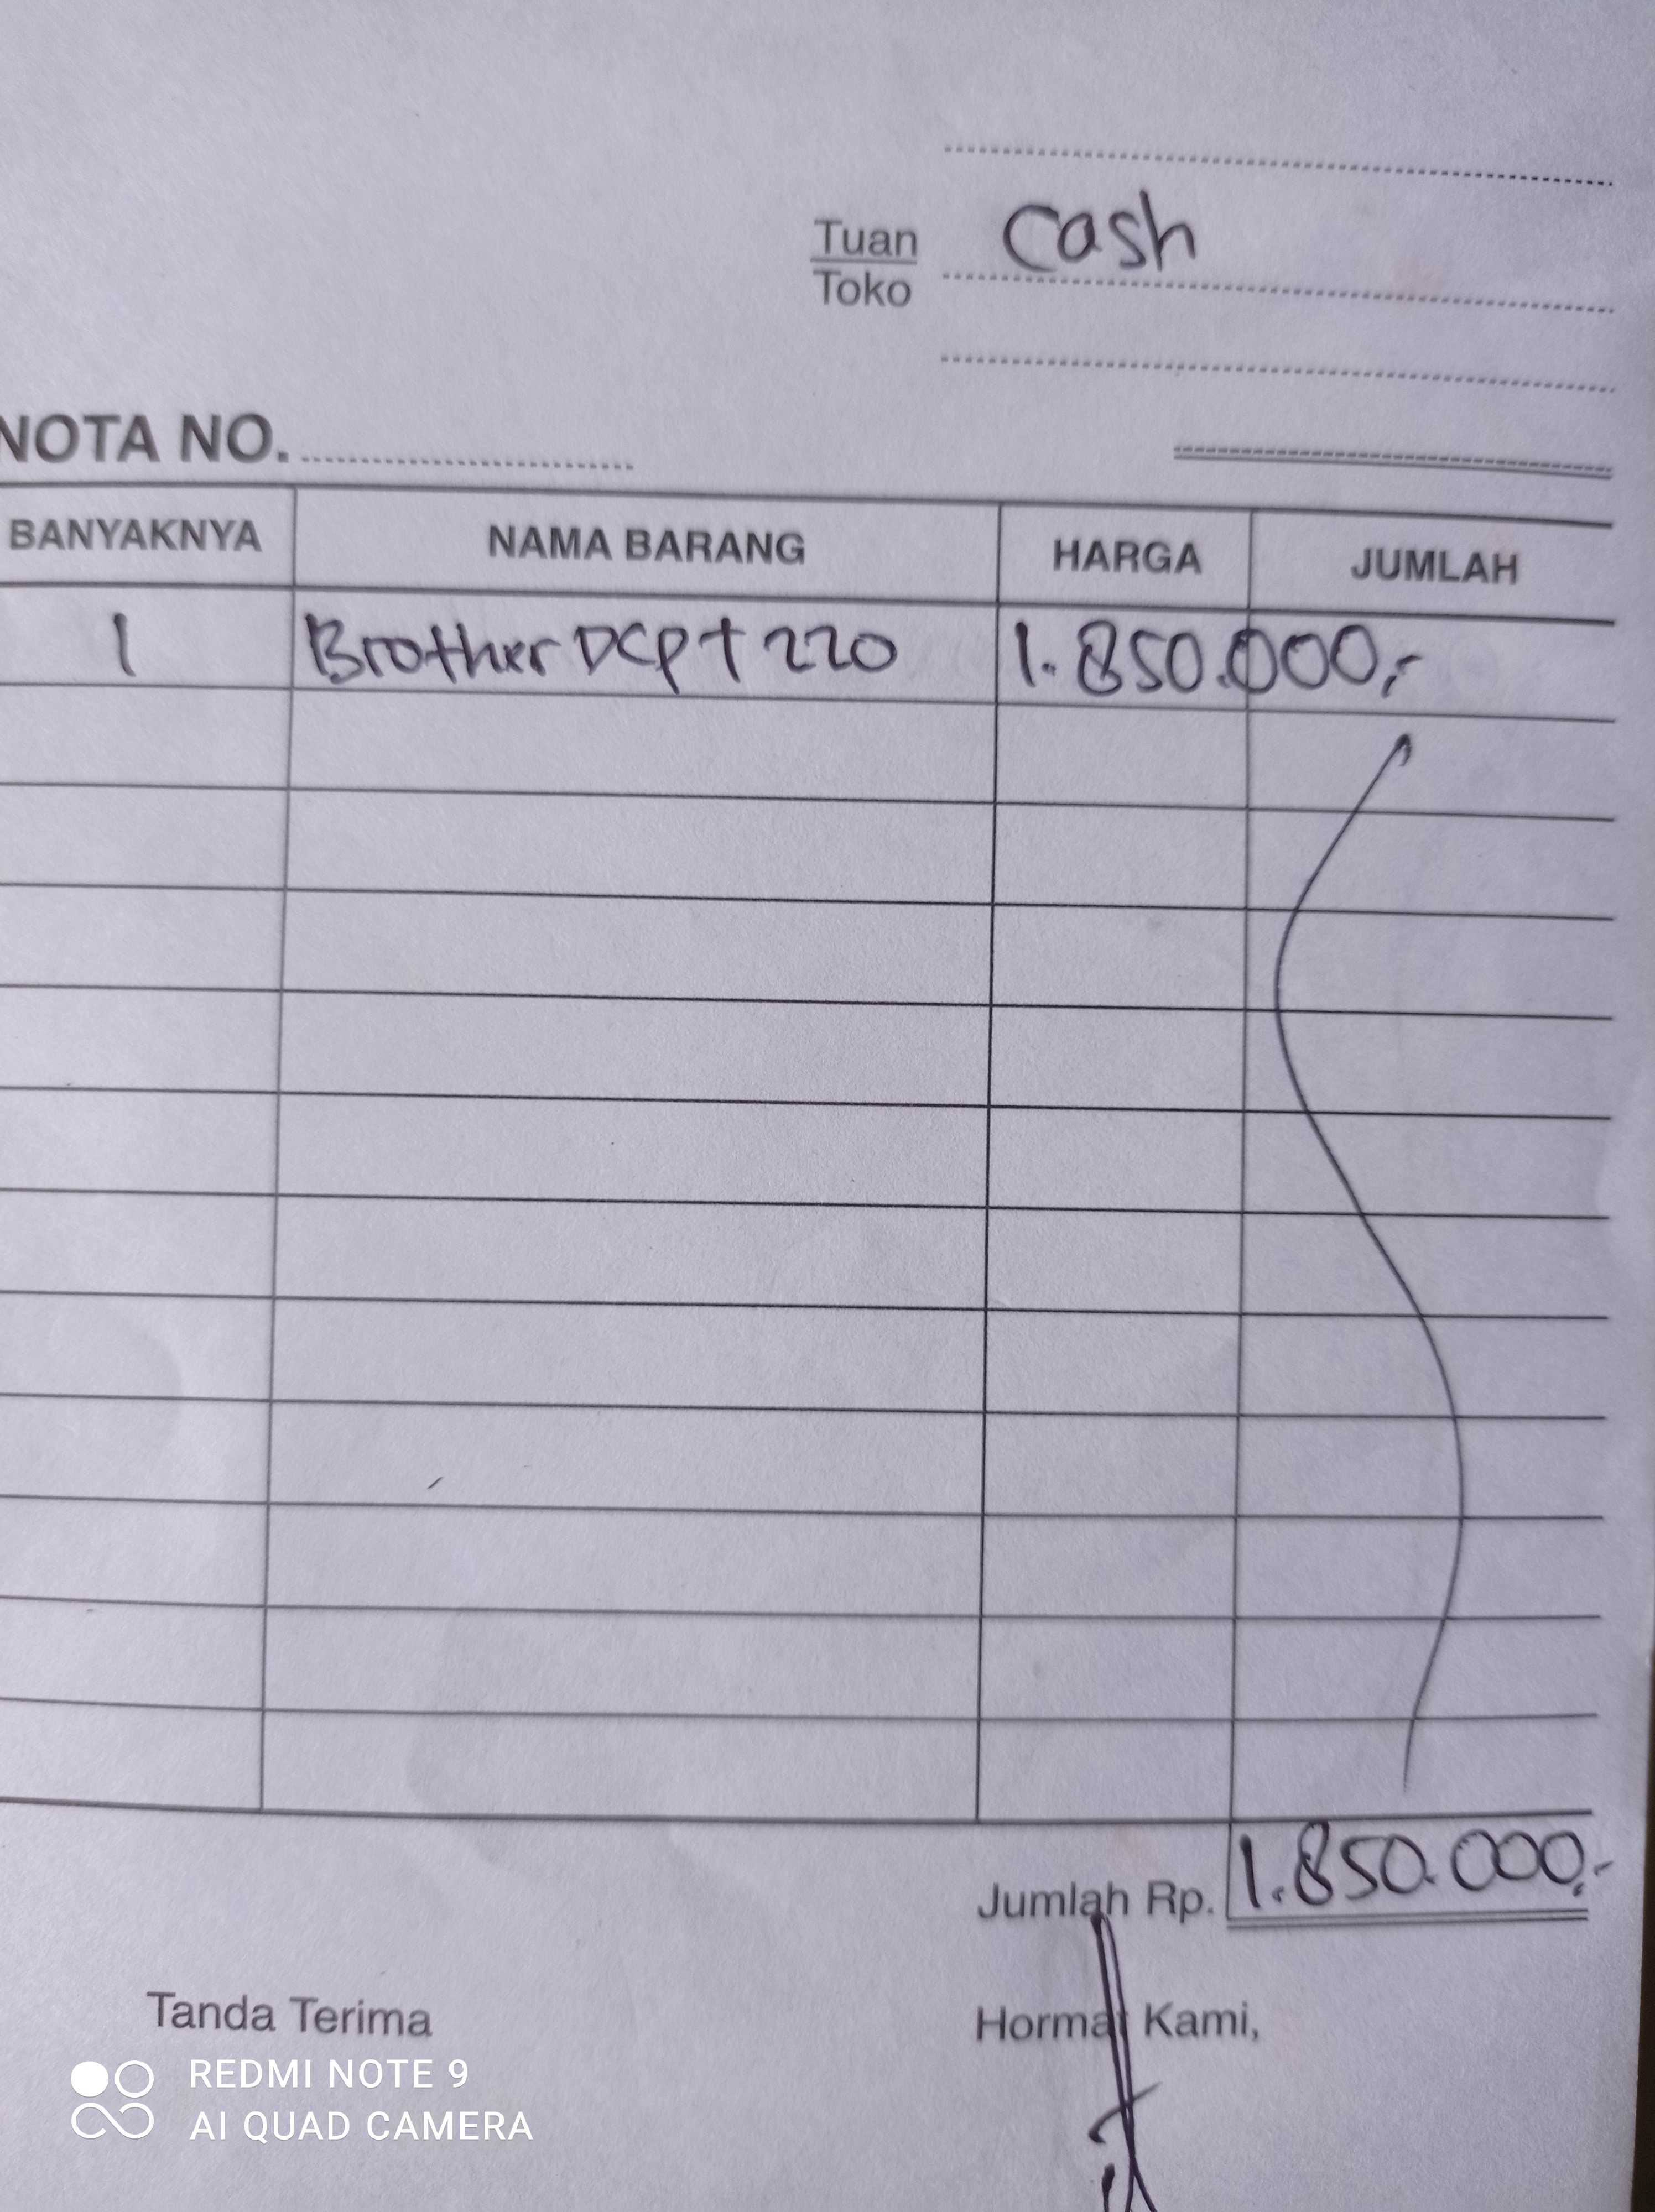 Tuan
Toko
Cash
NOTA NO.
BANYAKNYA NAMA BARANG HARGA JUMLAH
1 Brother DCP T 220 1.850.000,-
Jumlah Rp. 1.850.000,-
Tanda Terima Hormat Kami,
REDMI NOTE 9
AI QUAD CAMERA